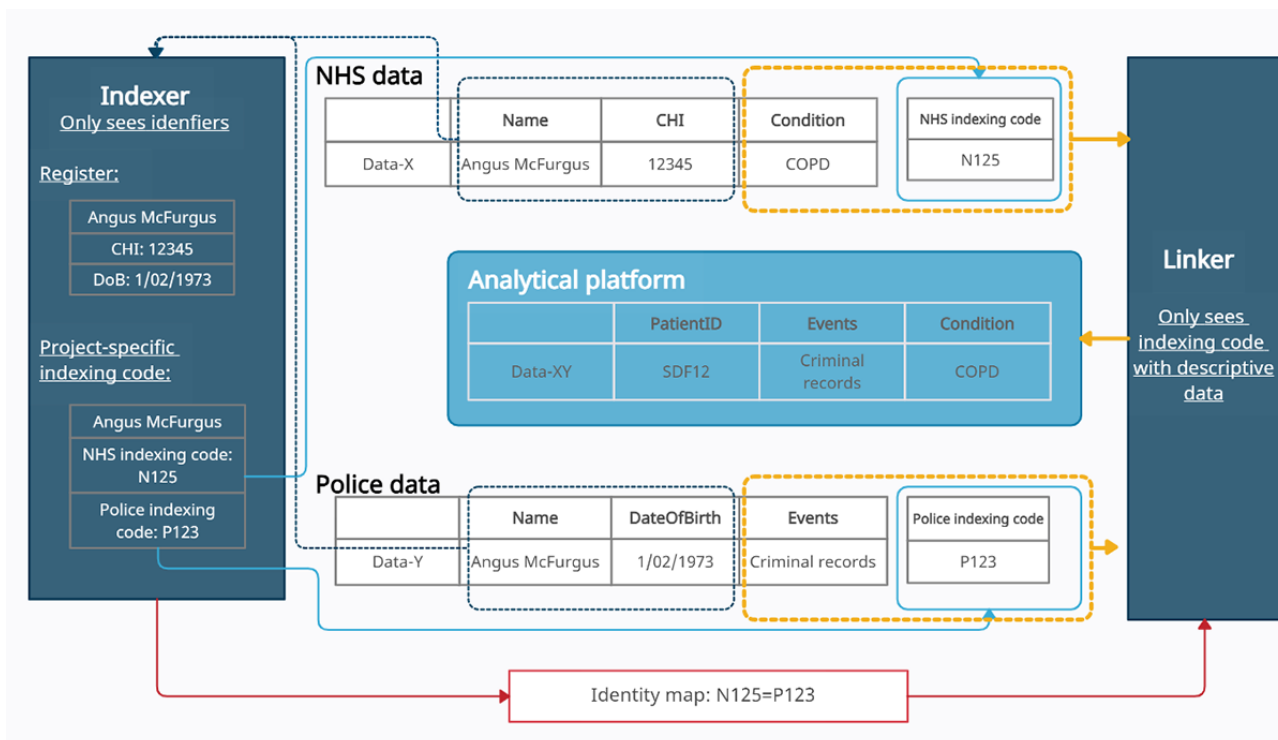 Indexer
Only sees idenfiers
Register:
Angus McFurgus
CHI: 12345
DoB: 1/02/1973
Project-specific
indexing code:
Angus McFurgus
NHS indexing code:
N125
Police indexing
code: P123
NHS data
Name CHI Condition
Data-X Angus McFurgus 12345 COPD
NHS indexing code
N125
Analytical platform
PatientID Events Condition
Data-XY SDF12 Criminal records COPD
Police data
Name DateOfBirth Events
Data-Y Angus McFurgus 1/02/1973 Criminal records
Police indexing code
P123
Linker
Only sees
indexing code
with descriptive
data
Identity map: N125=P123